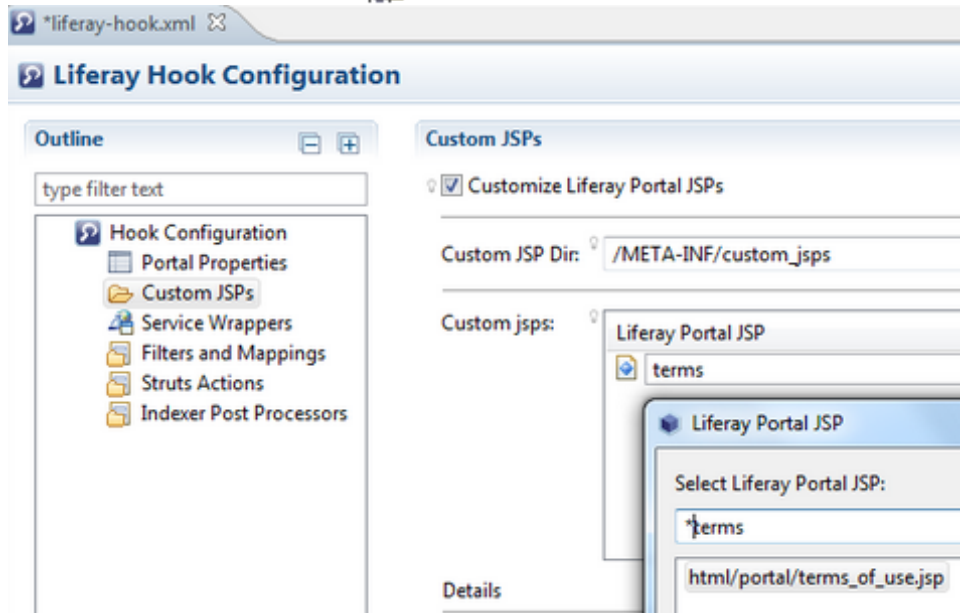 *liferay-hook.xml
Liferay Hook Configuration
Outline
type filter text
Hook Configuration
Portal Properties
Custom JSPs
Service Wrappers
Filters and Mappings
Struts Actions
Indexer Post Processors
Custom JSPs
Customize Liferay Portal JSPs
Custom JSP Dir: /META-INF/custom_jsps
Custom jsps:
Liferay Portal JSP
terms
Liferay Portal JSP
Select Liferay Portal JSP:
*terms
html/portal/terms_of_use.jsp
Details